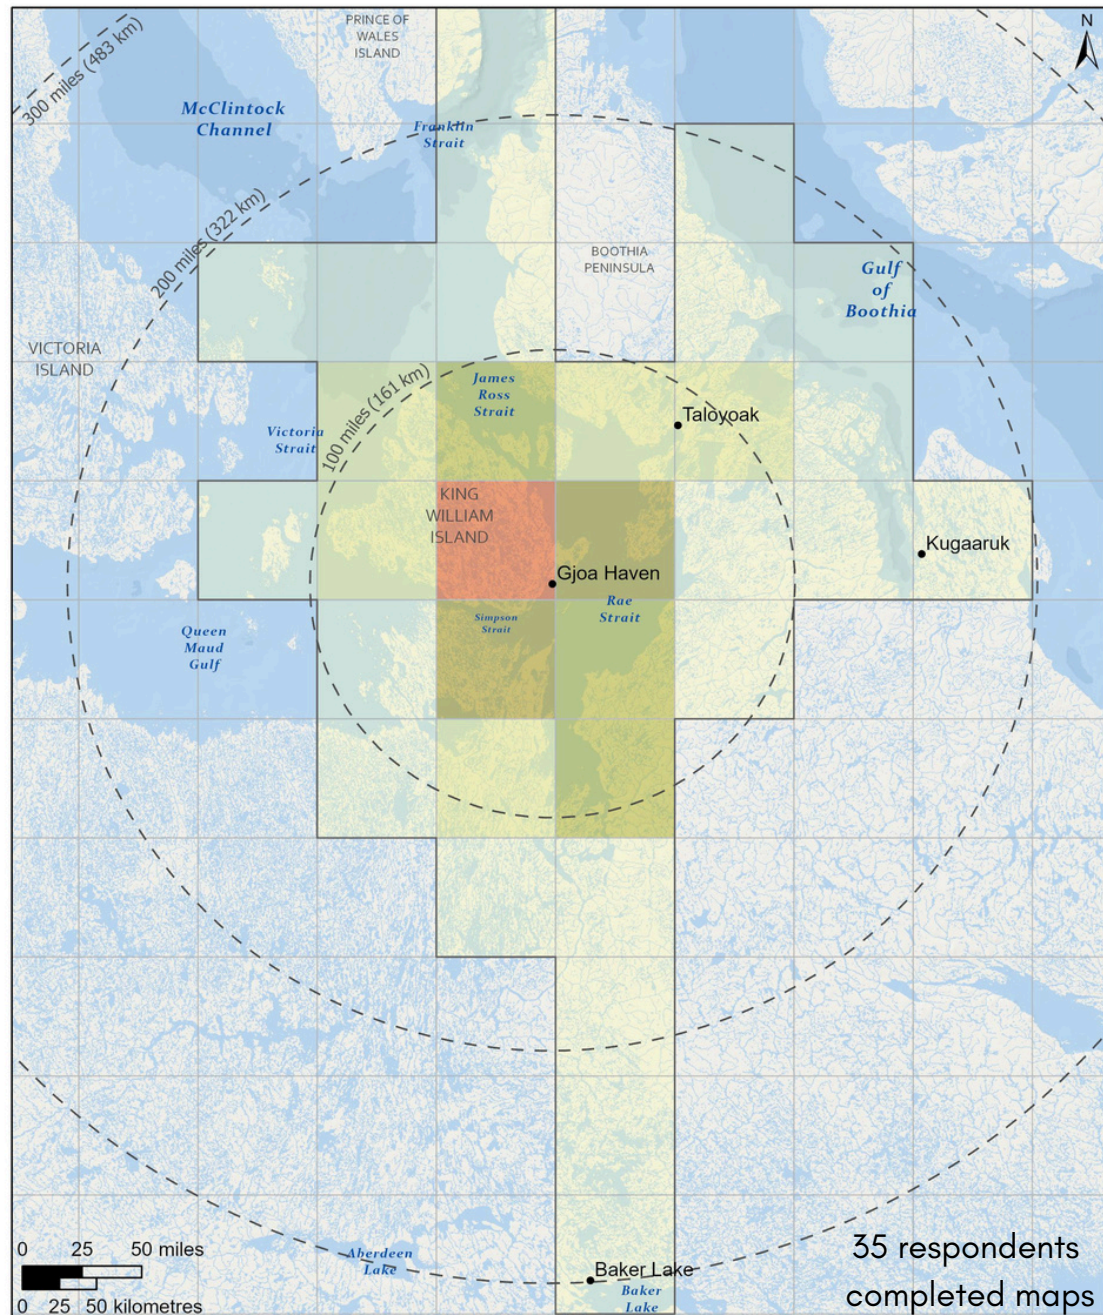 PRINCE OF
WALES
ISLAND
N
300 miles (483 km)
McClintock
Channel
Franklin
Strait
200 miles (322 km)
BOOTHIA
PENINSULA
Gulf
of
Boothia
VICTORIA
ISLAND
100 miles (161 km)
James
Ross
Strait
Taloyoak
Victoria
Strait
KING
WILLIAM
ISLAND
Kugaaruk
Gjoa Haven
Rae
Strait
Simpson
Strait
Queen
Maud
Gulf
0 25 50 miles
0 25 50 kilometres
Aberdeen
Lake
Baker Lake
Baker
Lake
35 respondents
completed maps